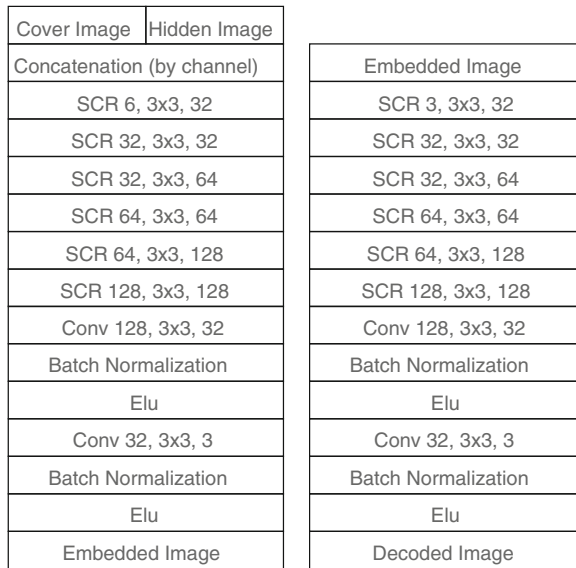 Cover Image Hidden Image
Concatenation (by channel)
SCR 6, 3x3, 32
SCR 32, 3x3, 32
SCR 32, 3x3, 64
SCR 64, 3x3, 64
SCR 64, 3x3, 128
SCR 128, 3x3, 128
Conv 128, 3x3, 32
Batch Normalization
Elu
Conv 32, 3x3, 3
Batch Normalization
Elu
Embedded Image
Embedded Image
SCR 3, 3x3, 32
SCR 32, 3x3, 32
SCR 32, 3x3, 64
SCR 64, 3x3, 64
SCR 64, 3x3, 128
SCR 128, 3x3, 128
Conv 128, 3x3, 32
Batch Normalization
Elu
Conv 32, 3x3, 3
Batch Normalization
Elu
Decoded Image